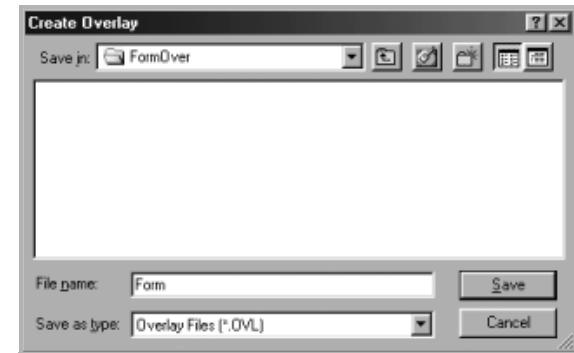 Create Overlay
Save in: FormOver
File name: Form Save
Save as type: Overlay Files (*.OVL) Cancel